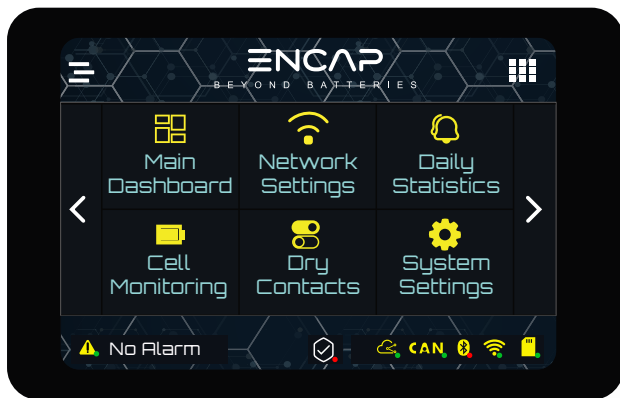 ENCAP
BEYOND BATTERIES
Main
Dashboard
Network
Settings
Daily
Statistics
Cell
Monitoring
Dry
Contacts
System
Settings
No Alarm
CAN